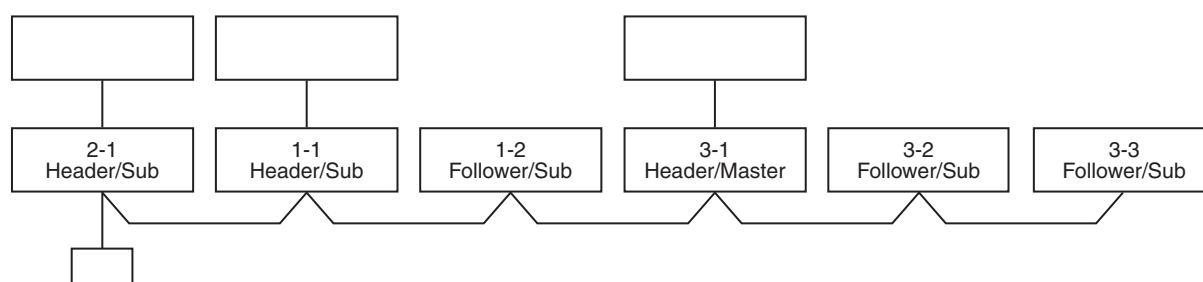 2-1
Header/Sub
1-1
Header/Sub
1-2
Follower/Sub
3-1
Header/Master
3-2
Follower/Sub
3-3
Follower/Sub